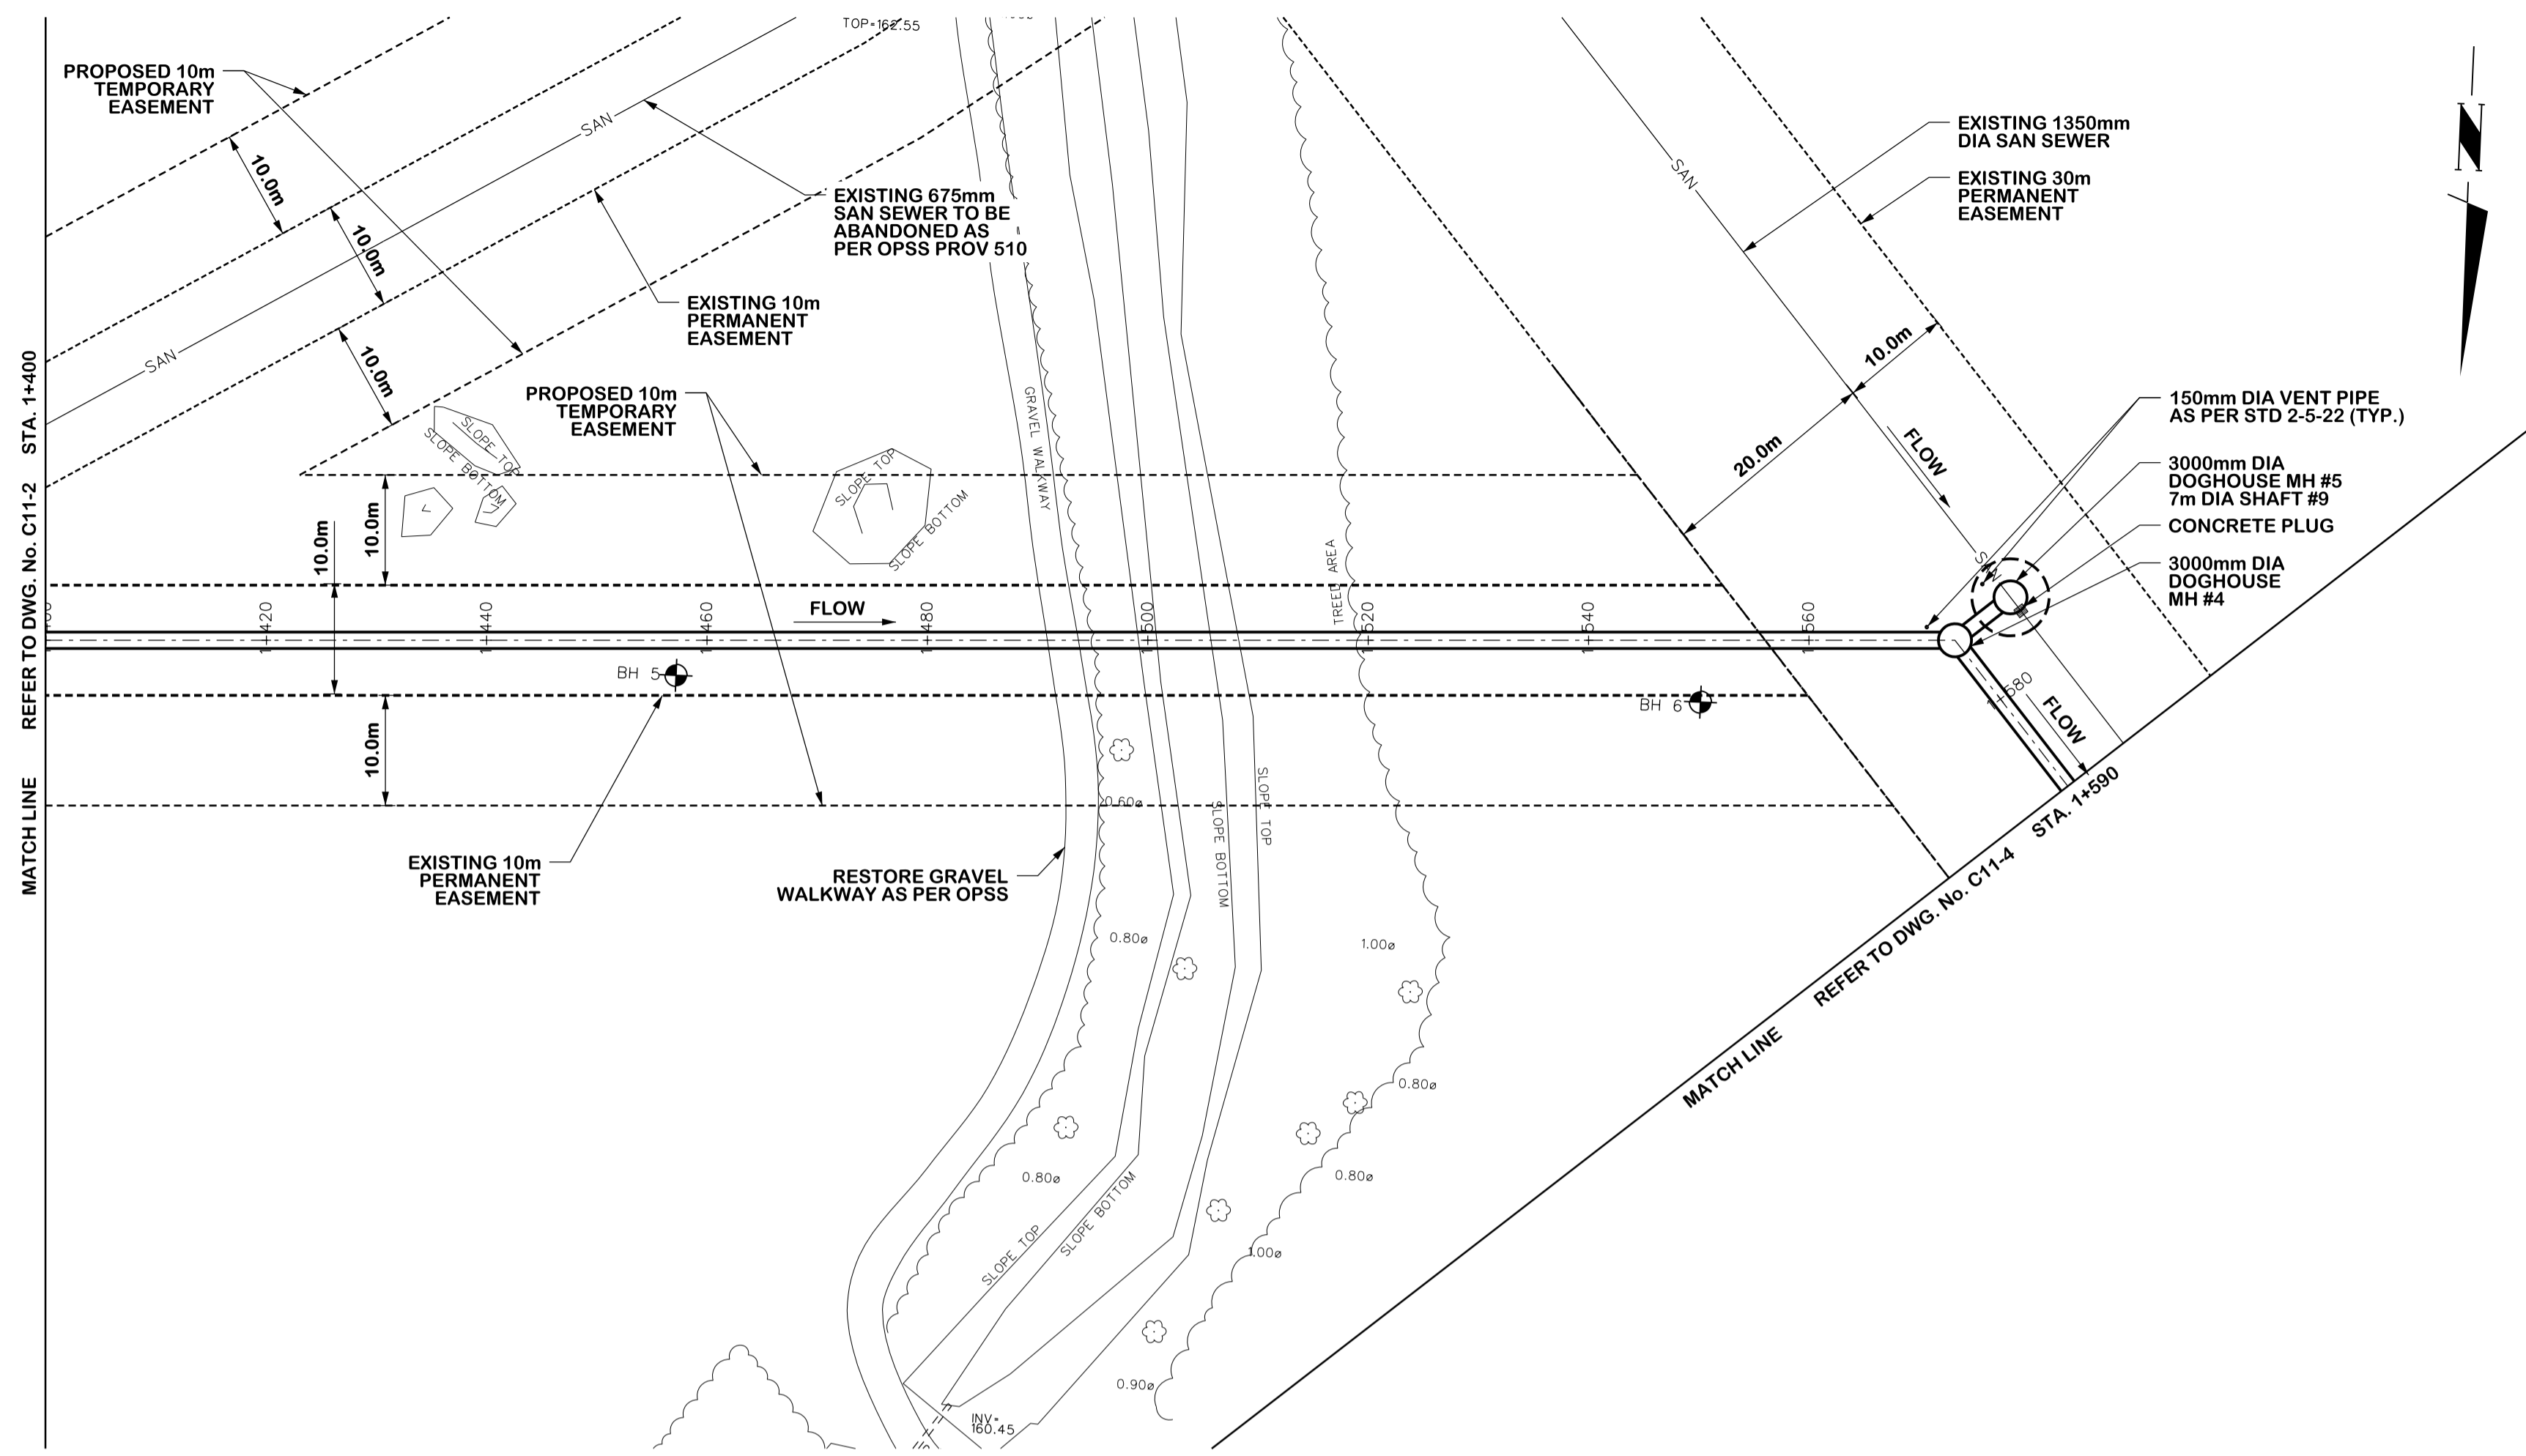 TOP=162.55
PROPOSED 10m
TEMPORARY
EASEMENT
SAN
10.0m
10.0m
10.0m
SAN
EXISTING 675mm
SAN SEWER TO BE
ABANDONED AS
PER OPSS PROV 510
EXISTING 10m
PERMANENT
EASEMENT
EXISTING 1350mm
DIA SAN SEWER
EXISTING 30m
PERMANENT
EASEMENT
N
SAN
10.0m
20.0m
FLOW
SAN
150mm DIA VENT PIPE
AS PER STD 2-5-22 (TYP.)
3000mm DIA
DOGHOUSE MH #5
7m DIA SHAFT #9
CONCRETE PLUG
3000mm DIA
DOGHOUSE
MH #4
MATCH LINE REFER TO DWG. No. C11-2 STA. 1+400
PROPOSED 10m
TEMPORARY
EASEMENT
SLOPE TOP
SLOPE BOTTOM
SLOPE TOP
SLOPE BOTTOM
GRAVEL WALKWAY
TREED AREA
10.0m
10.0m
10.0m
FLOW
1+420
1+440
1+460
1+480
1+500
1+520
1+540
1+560
1+580
FLOW
BH 5
BH 6
EXISTING 10m
PERMANENT
EASEMENT
RESTORE GRAVEL
WALKWAY AS PER OPSS
0.60ø
SLOPE BOTTOM
SLOPE TOP
0.80ø
1.00ø
0.80ø
0.80ø
0.80ø
1.00ø
0.90ø
SLOPE TOP
SLOPE BOTTOM
INV=
160.45
MATCH LINE REFER TO DWG. No. C11-4 STA. 1+590